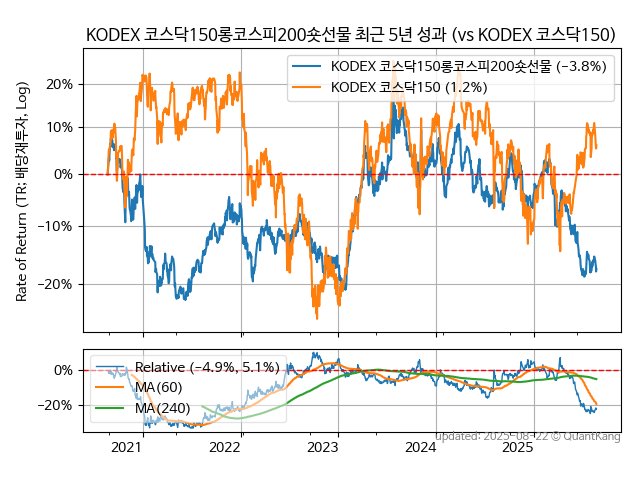 KODEX 코스닥150롱코스피200숏선물 최근 5년 성과 (vs KODEX 코스닥150)
KODEX 코스닥150롱코스피200숏선물 (−3.8%)
KODEX 코스닥150 (1.2%)
Rate of Return (TR: 배당재투자, Log)
20%
10%
0%
−10%
−20%
Relative (−4.9%, 5.1%)
MA(60)
MA(240)
0%
−20%
2021 2022 2023 2024 2025
updated: 2025-08-22 © QuantKang